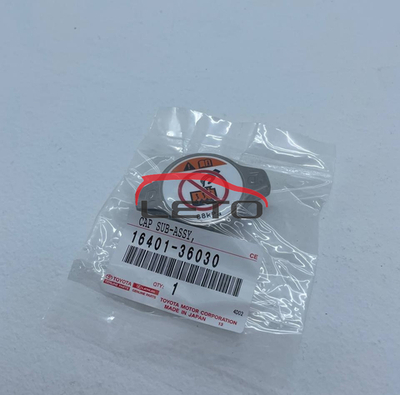 LETO
CAP SUB-ASSY,
16401-36030
CE
TOYOTA
QTY
1
TOYOTA MOTOR CORPORATION
MADE IN JAPAN